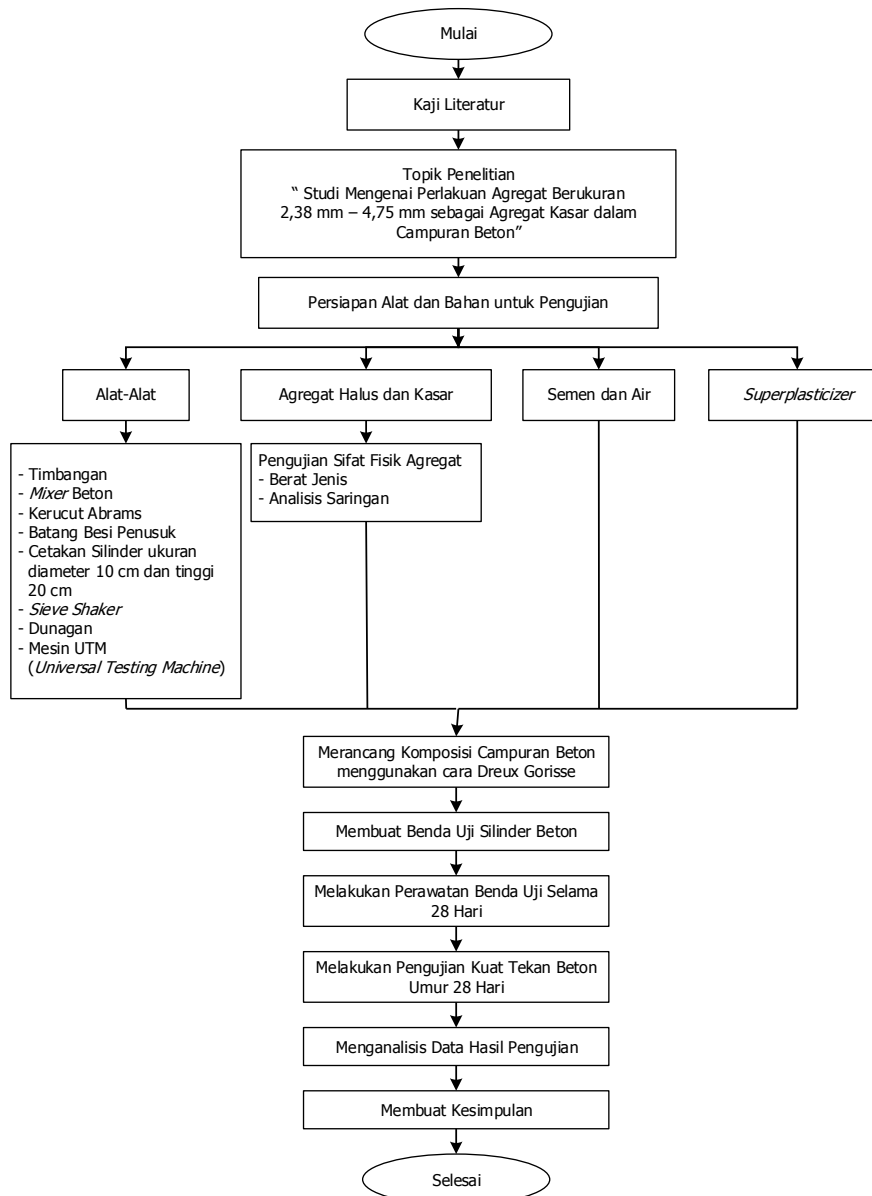 Mulai
Kaji Literatur
Topik Penelitian
“ Studi Mengenai Perlakuan Agregat Berukuran
2,38 mm – 4,75 mm sebagai Agregat Kasar dalam
Campuran Beton”
Persiapan Alat dan Bahan untuk Pengujian
Alat-Alat
Agregat Halus dan Kasar
Semen dan Air
Superplasticizer
- Timbangan
- Mixer Beton
- Kerucut Abrams
- Batang Besi Penusuk
- Cetakan Silinder ukuran
diameter 10 cm dan tinggi
20 cm
- Sieve Shaker
- Dunagan
- Mesin UTM
(Universal Testing Machine)
Pengujian Sifat Fisik Agregat
- Berat Jenis
- Analisis Saringan
Merancang Komposisi Campuran Beton
menggunakan cara Dreux Gorisse
Membuat Benda Uji Silinder Beton
Melakukan Perawatan Benda Uji Selama
28 Hari
Melakukan Pengujian Kuat Tekan Beton
Umur 28 Hari
Menganalisis Data Hasil Pengujian
Membuat Kesimpulan
Selesai